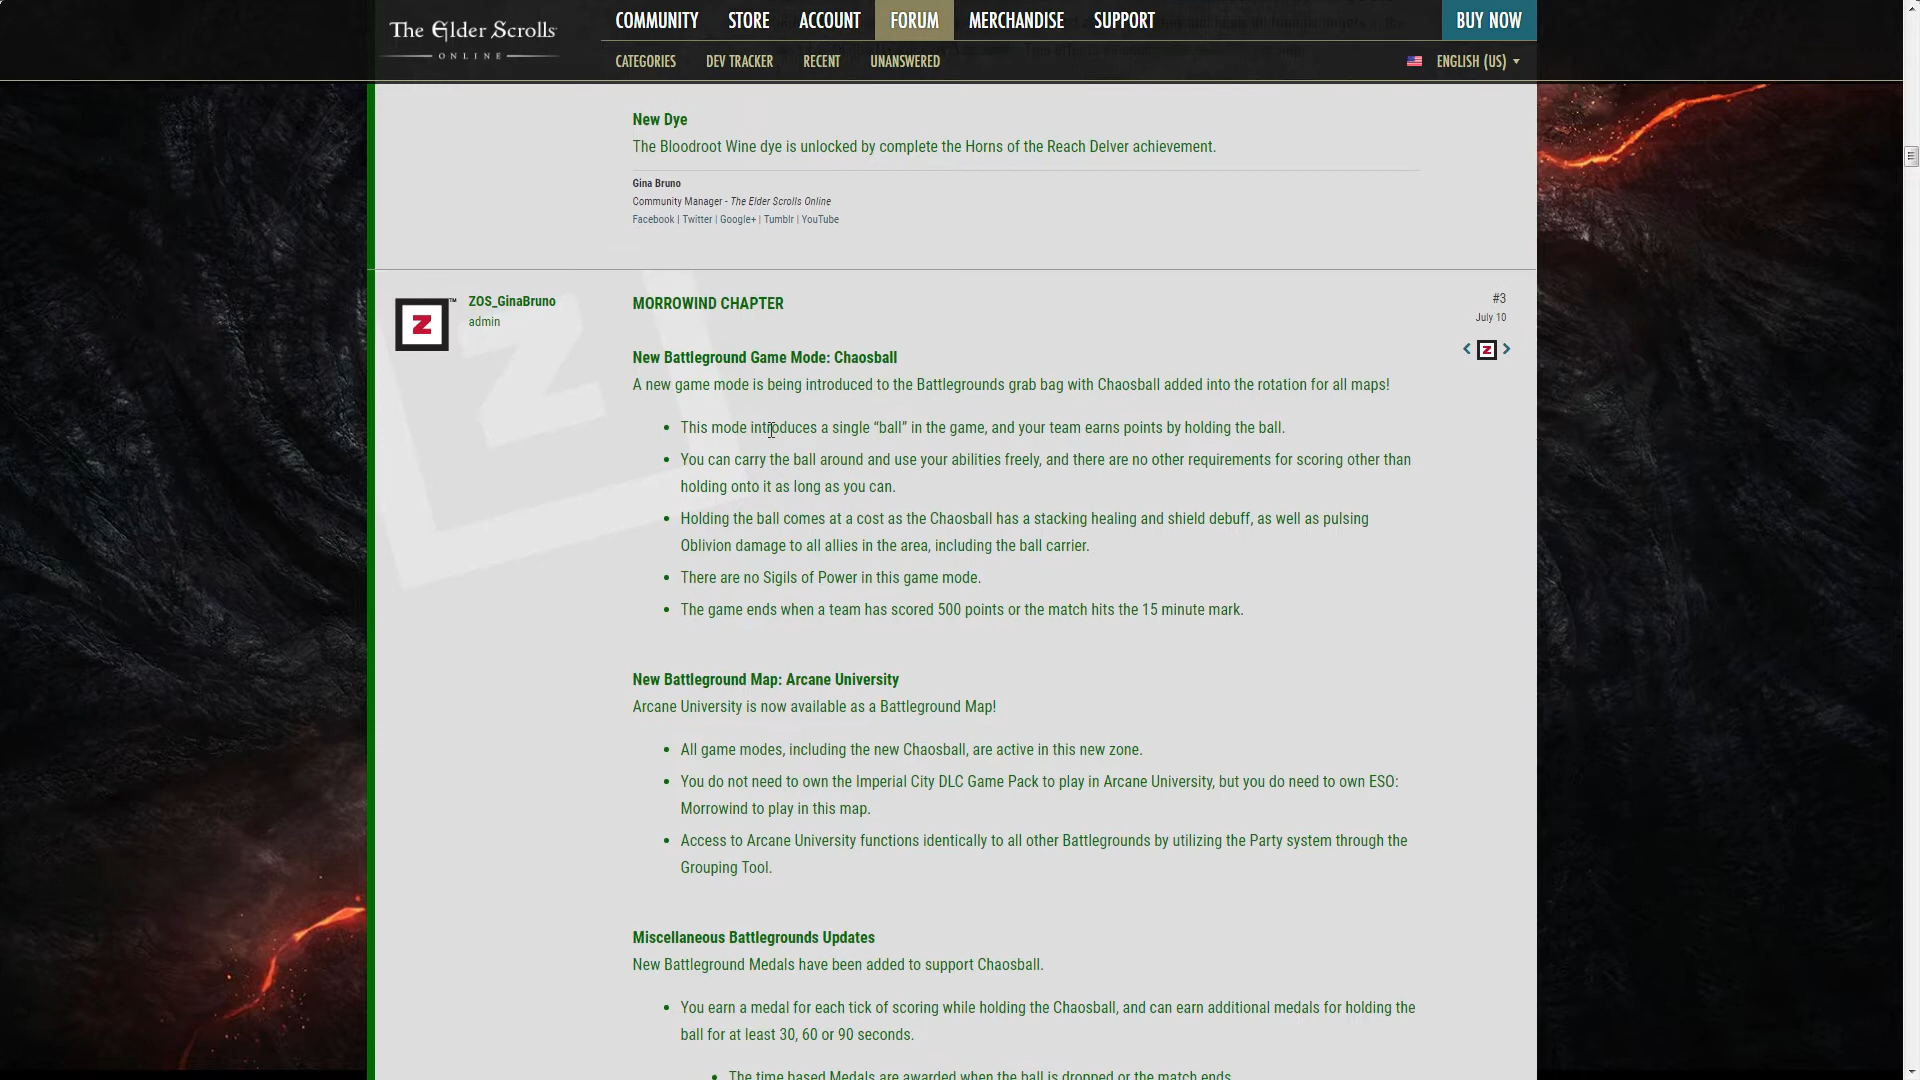 The Elder Scrolls
ONLINE
COMMUNITY STORE ACCOUNT FORUM MERCHANDISE SUPPORT BUY NOW
CATEGORIES DEV TRACKER RECENT UNANSWERED ENGLISH (US)
New Dye
The Bloodroot Wine dye is unlocked by complete the Horns of the Reach Delver achievement.
Gina Bruno
Community Manager - The Elder Scrolls Online
Facebook | Twitter | Google+ | Tumblr | YouTube
Z ™ ZOS_GinaBruno
admin
MORROWIND CHAPTER
#3
July 10
< Z >
New Battleground Game Mode: Chaosball
A new game mode is being introduced to the Battlegrounds grab bag with Chaosball added into the rotation for all maps!
• This mode introduces a single “ball” in the game, and your team earns points by holding the ball.
• You can carry the ball around and use your abilities freely, and there are no other requirements for scoring other than
holding onto it as long as you can.
• Holding the ball comes at a cost as the Chaosball has a stacking healing and shield debuff, as well as pulsing
Oblivion damage to all allies in the area, including the ball carrier.
• There are no Sigils of Power in this game mode.
• The game ends when a team has scored 500 points or the match hits the 15 minute mark.
New Battleground Map: Arcane University
Arcane University is now available as a Battleground Map!
• All game modes, including the new Chaosball, are active in this new zone.
• You do not need to own the Imperial City DLC Game Pack to play in Arcane University, but you do need to own ESO:
Morrowind to play in this map.
• Access to Arcane University functions identically to all other Battlegrounds by utilizing the Party system through the
Grouping Tool.
Miscellaneous Battlegrounds Updates
New Battleground Medals have been added to support Chaosball.
• You earn a medal for each tick of scoring while holding the Chaosball, and can earn additional medals for holding the
ball for at least 30, 60 or 90 seconds.
• The time based Medals are awarded when the ball is dropped or the match ends.